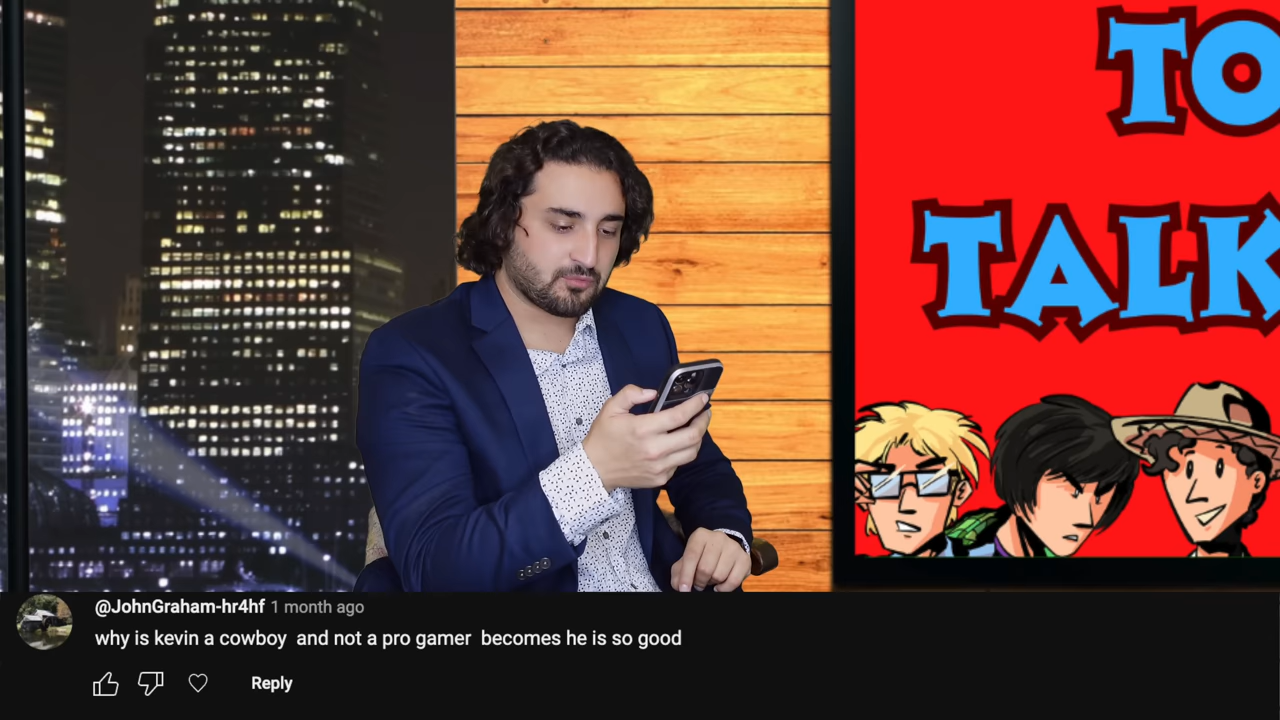 TO
TALK
@JohnGraham-hr4hf 1 month ago
why is kevin a cowboy and not a pro gamer becomes he is so good
Reply